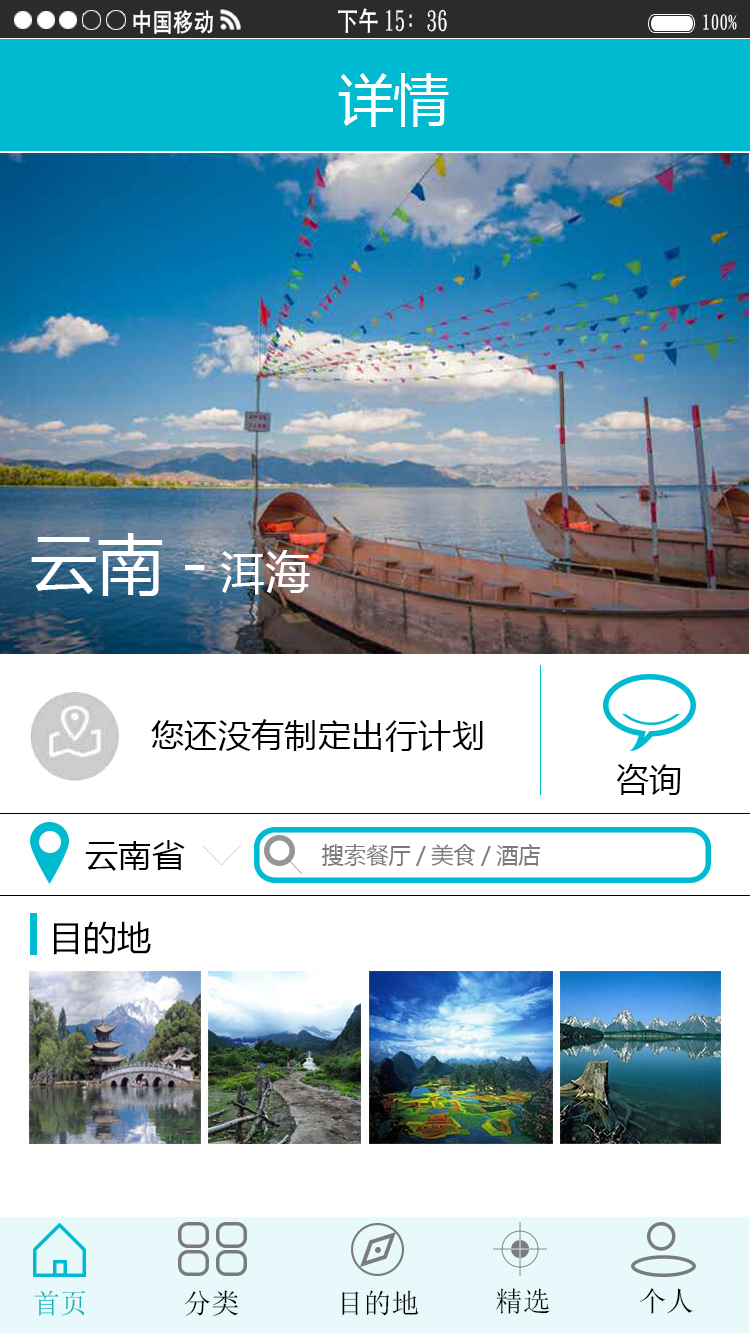 中国移动 下午 15：36 100%
详情
云南 - 洱海
您还没有制定出行计划
咨询
云南省 搜索餐厅 / 美食 / 酒店
目的地
首页 分类 目的地 精选 个人